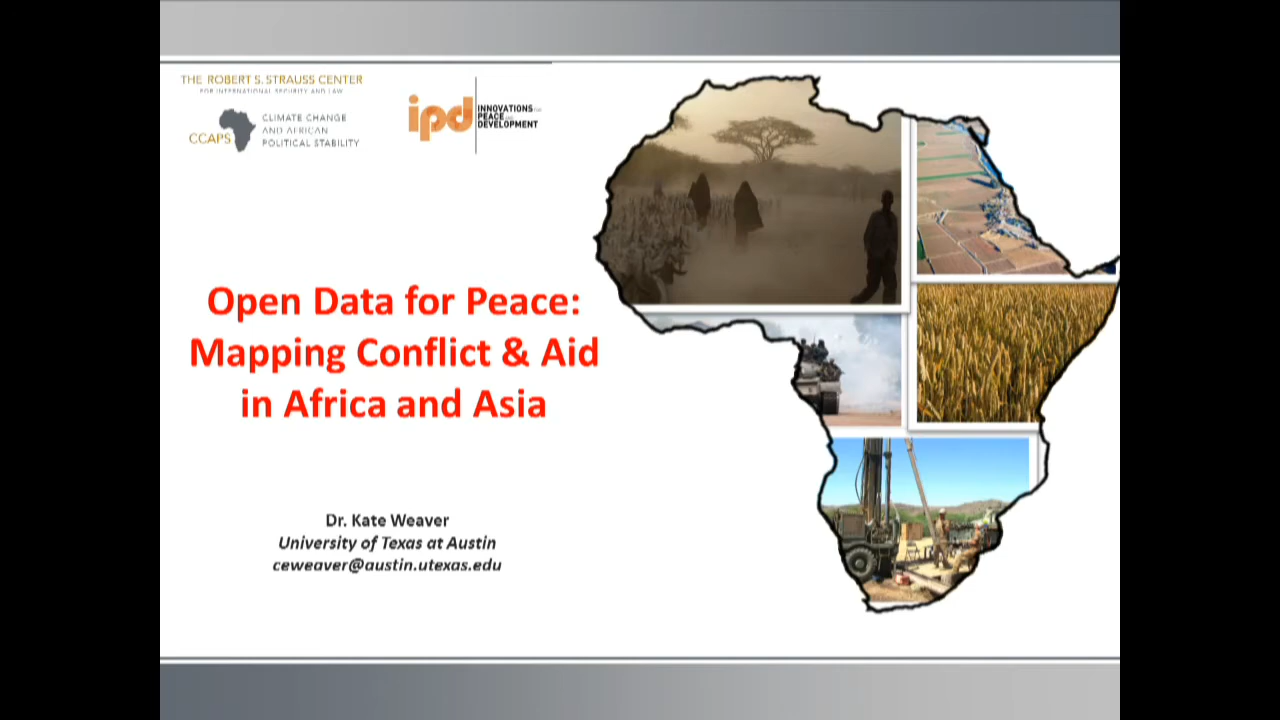 THE ROBERT S. STRAUSS CENTER
FOR INTERNATIONAL SECURITY AND LAW
CCAPS
CLIMATE CHANGE
AND AFRICAN
POLITICAL STABILITY
ipd
INNOVATIONS FOR
PEACE AND
DEVELOPMENT
Open Data for Peace:
Mapping Conflict & Aid
in Africa and Asia
Dr. Kate Weaver
University of Texas at Austin
ceweaver@austin.utexas.edu